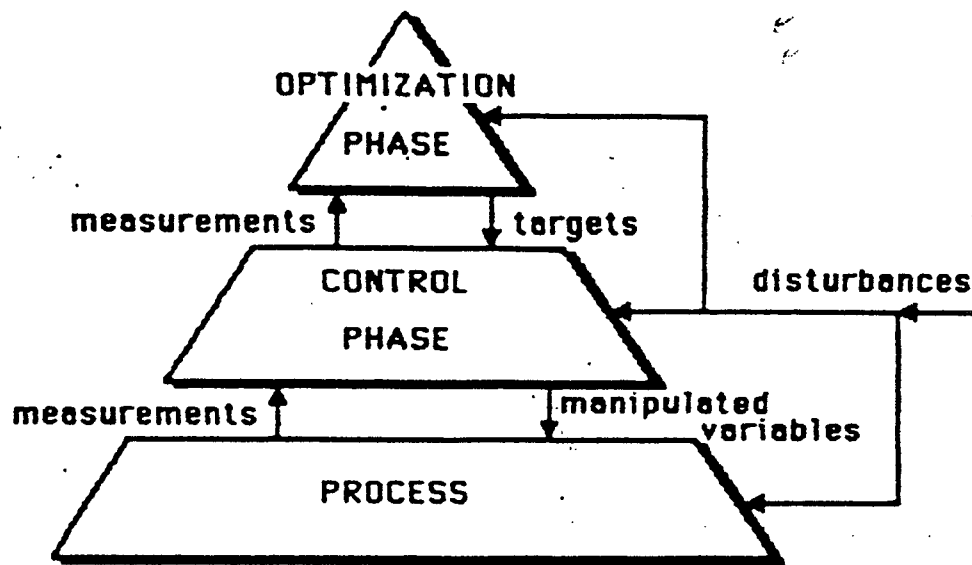 OPTIMIZATION
PHASE
measurements
targets
CONTROL
PHASE
disturbances
measurements
manipulated
variables
PROCESS